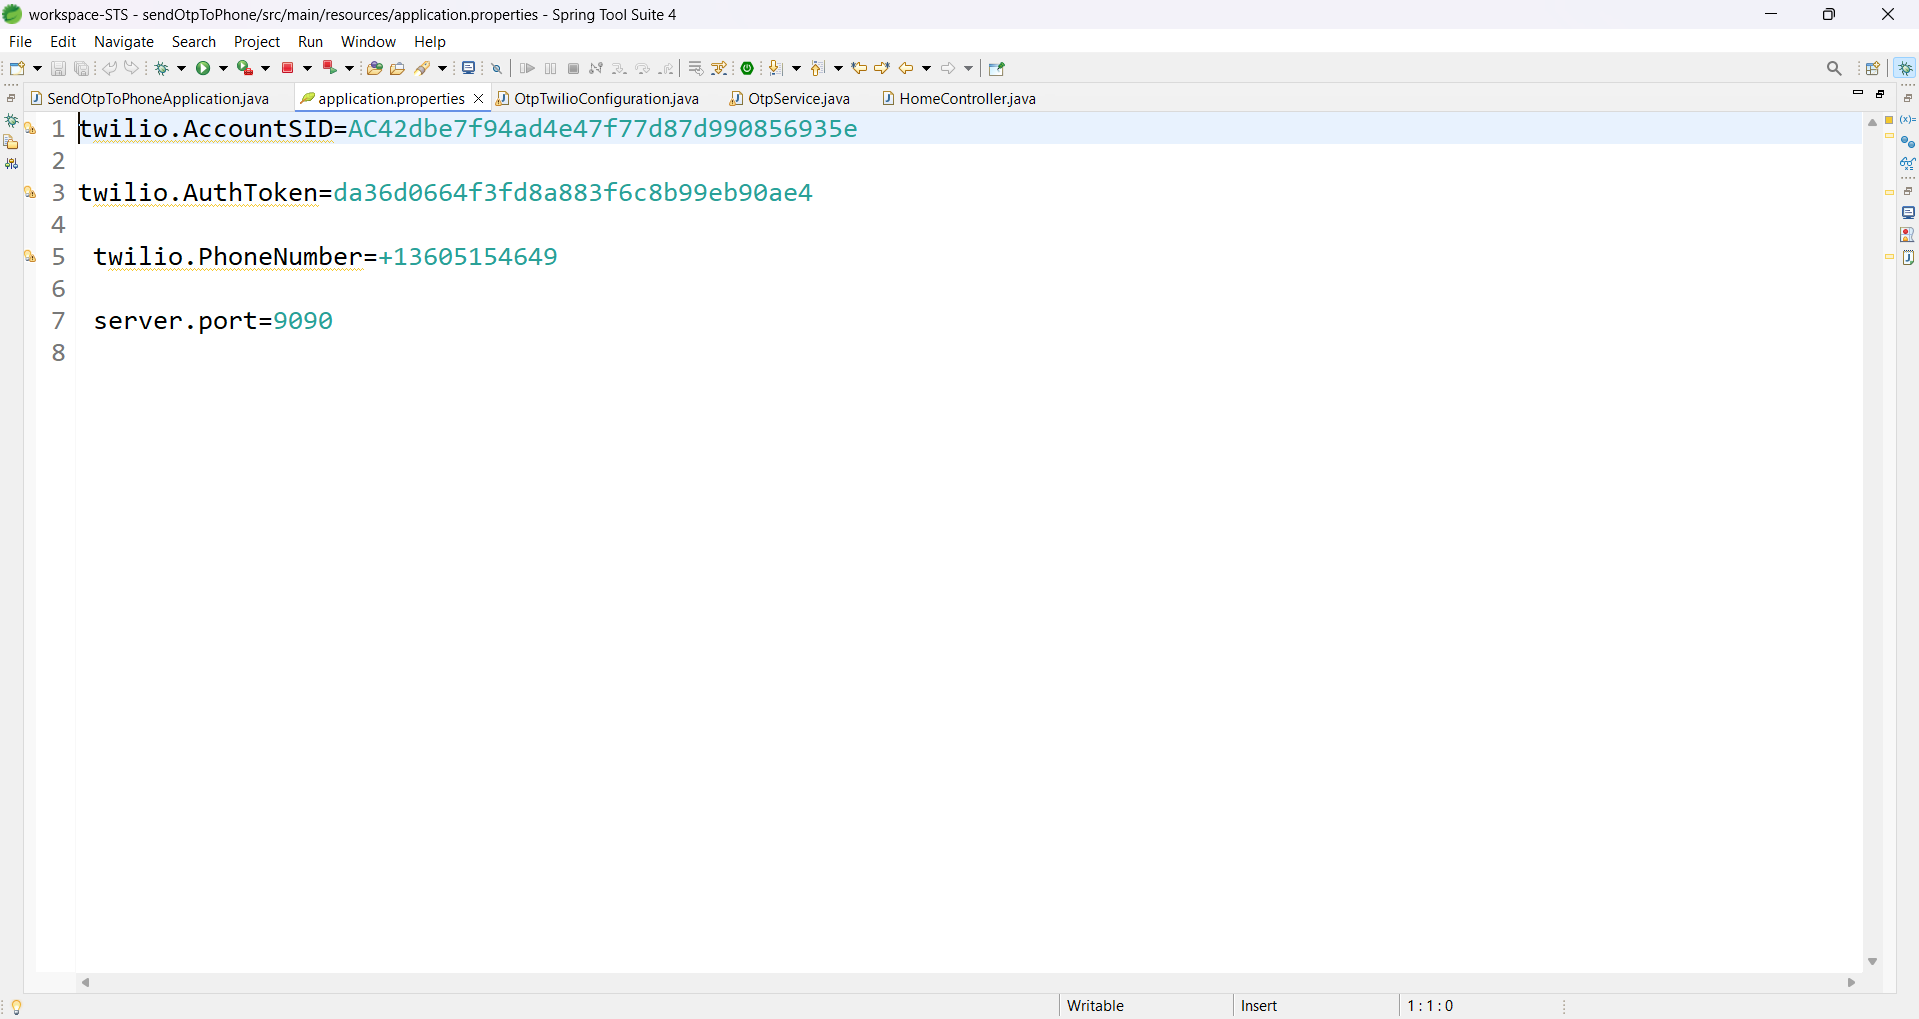 workspace-STS - sendOtpToPhone/src/main/resources/application.properties - Spring Tool Suite 4
File Edit Navigate Search Project Run Window Help
SendOtpToPhoneApplication.java application.properties OtpTwilioConfiguration.java OtpService.java HomeController.java
1 twilio.AccountSID=AC42dbe7f94ad4e47f77d87d990856935e
2
3 twilio.AuthToken=da36d0664f3fd8a883f6c8b99eb90ae4
4
5 twilio.PhoneNumber=+13605154649
6
7 server.port=9090
8
Writable Insert 1 : 1 : 0